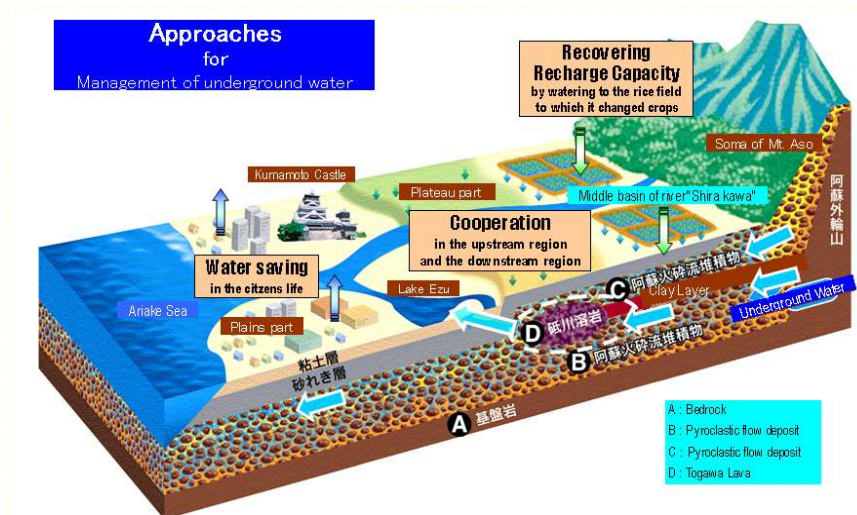 Approaches
for
Management of underground water
Recovering
Recharge Capacity
by watering to the rice field
to which it changed crops
Soma of Mt. Aso
Kumamoto Castle
Plateau part
Middle basin of river"Shira kawa"
阿蘇外輪山
Cooperation
in the upstream region
and the downstream region
Water saving
in the citzens life
Ariake Sea
Lake Ezu
Plains part
C
阿蘇火砕流堆積物
Clay Layer
Underground Water
D
砥川溶岩
B
阿蘇火砕流堆積物
粘土層
砂れき層
A
基盤岩
A : Bedrock
B : Pyroclastic flow deposit
C : Pyroclastic flow deposit
D : Togawa Lava